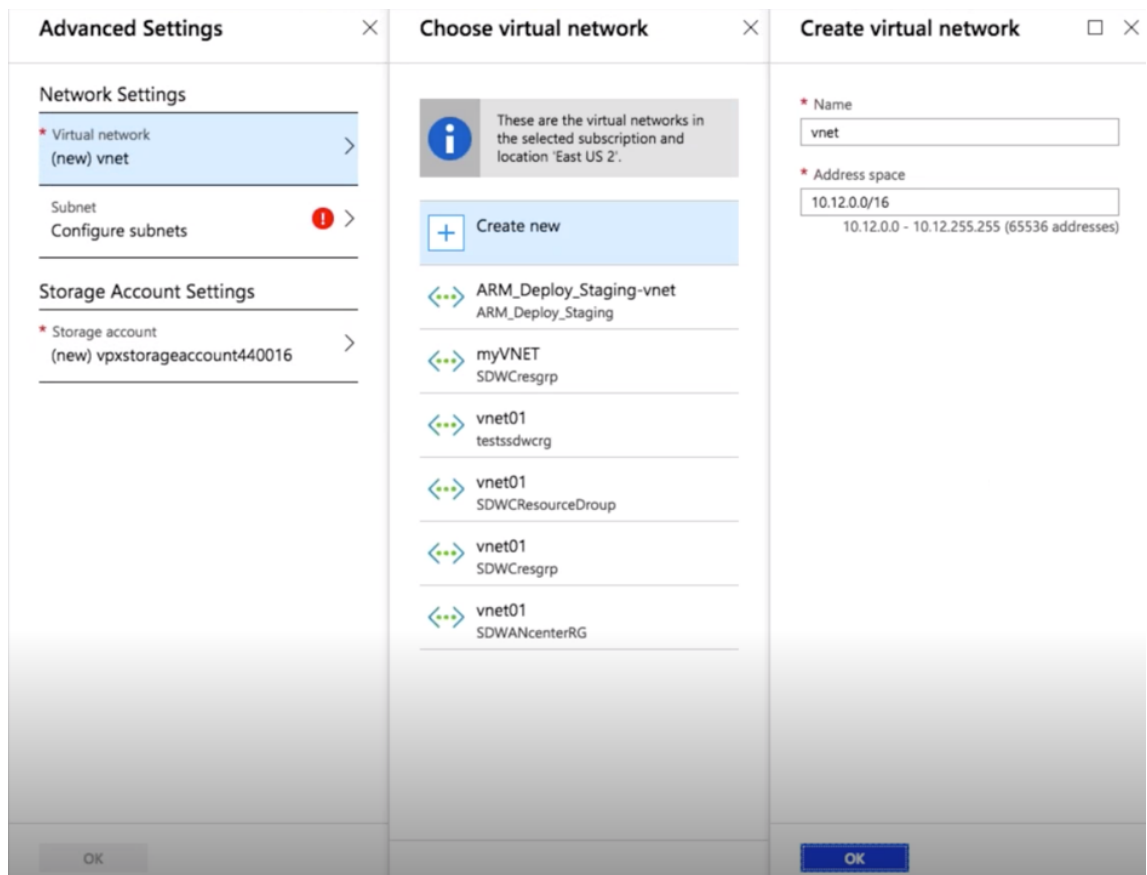 Advanced Settings
Network Settings
* Virtual network
(new) vnet
Subnet
Configure subnets
!
Storage Account Settings
* Storage account
(new) vpxstorageaccount440016
OK
Choose virtual network
i
These are the virtual networks in
the selected subscription and
location 'East US 2'.
Create new
ARM_Deploy_Staging-vnet
ARM_Deploy_Staging
myVNET
SDWCresgrp
vnet01
testssdwcrg
vnet01
SDWCResourceDroup
vnet01
SDWCresgrp
vnet01
SDWANcenterRG
Create virtual network
* Name
vnet
* Address space
10.12.0.0/16
10.12.0.0 - 10.12.255.255 (65536 addresses)
OK